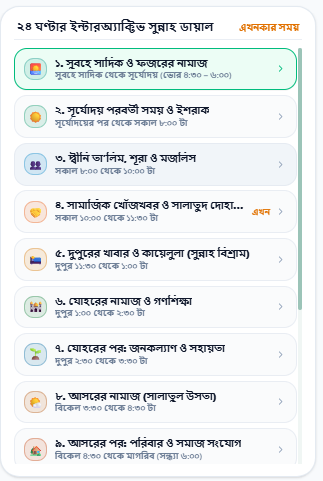 ২৪ ঘণ্টার ইন্টারঅ্যাক্টিভ সুন্নাহ ডায়াল
এখনকার সময়
১. সুবহে সাদিক ও ফজরের নামাজ
সুবহে সাদিক থেকে সূর্যোদয় (ভোর ৪:৩০ – ৬:০০)
২. সূর্যোদয় পরবর্তী সময় ও ইশরাক
সূর্যোদয়ের পর থেকে সকাল ৮:০০ টা
৩. দ্বীনি তা'লিম, শূরা ও মজলিস
সকাল ৮:০০ থেকে ১০:০০ টা
৪. সামাজিক খোঁজখবর ও সালাতুদ দোহা...
এখন
সকাল ১০:০০ থেকে ১১:৩০ টা
৫. দুপুরের খাবার ও কায়েলুলা (সুন্নাহ বিশ্রাম)
দুপুর ১১:৩০ থেকে ১:০০ টা
৬. যোহরের নামাজ ও গণশিক্ষা
দুপুর ১:০০ থেকে ২:৩০ টা
৭. যোহরের পর: জনকল্যাণ ও সহায়তা
দুপুর ২:৩০ থেকে ৩:৩০ টা
৮. আসরের নামাজ (সালাতুল উসতা)
বিকেল ৩:৩০ থেকে ৪:৩০ টা
৯. আসরের পর: পরিবার ও সমাজ সংযোগ
বিকেল ৪:৩০ থেকে মাগরিব (সন্ধ্যা ৬:০০)